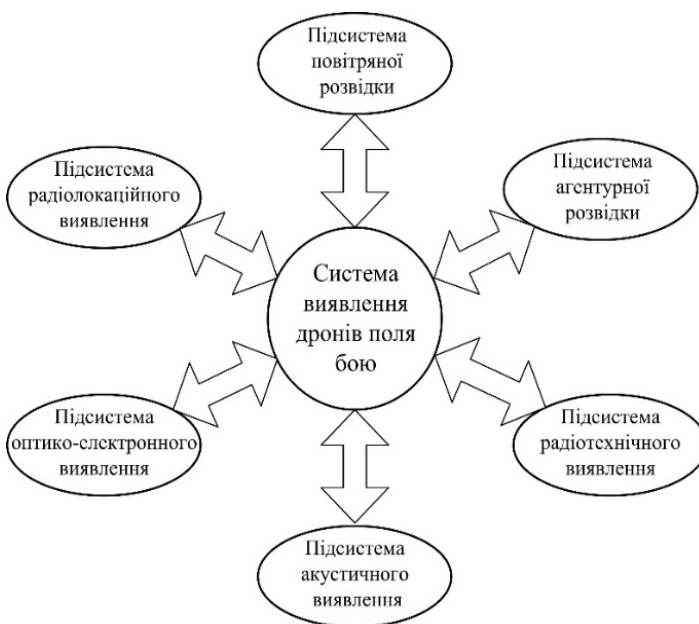 Підсистема
повітряної
розвідки
Підсистема
радіолокаційного
виявлення
Підсистема
агентурної
розвідки
Система
виявлення
дронів поля
бою
Підсистема
оптико-електронного
виявлення
Підсистема
радіотехнічного
виявлення
Підсистема
акустичного
виявлення